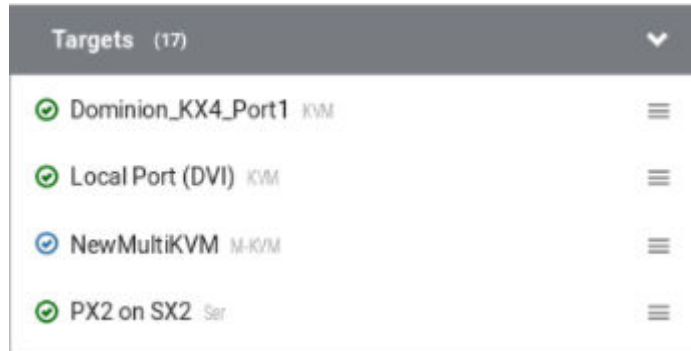 Targets (17)
Dominion_KX4_Port1 KVM
Local Port (DVI) KVM
NewMultiKVM M-KVM
PX2 on SX2 Ser